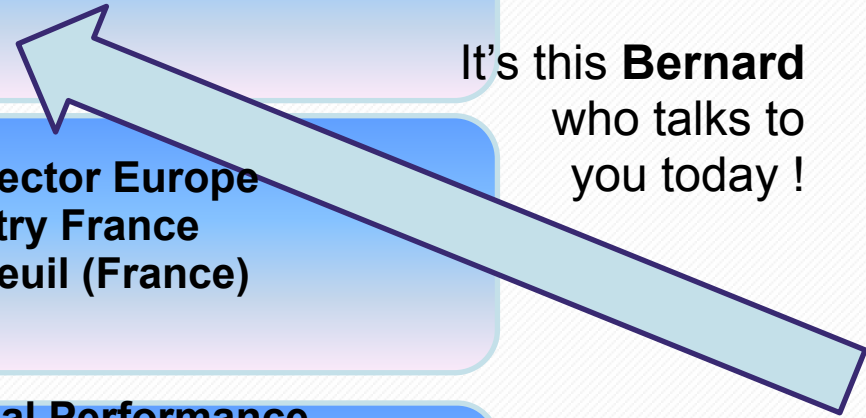 It's this Bernard
who talks to
you today !
ector Europe
try France
euil (France)
al Performance